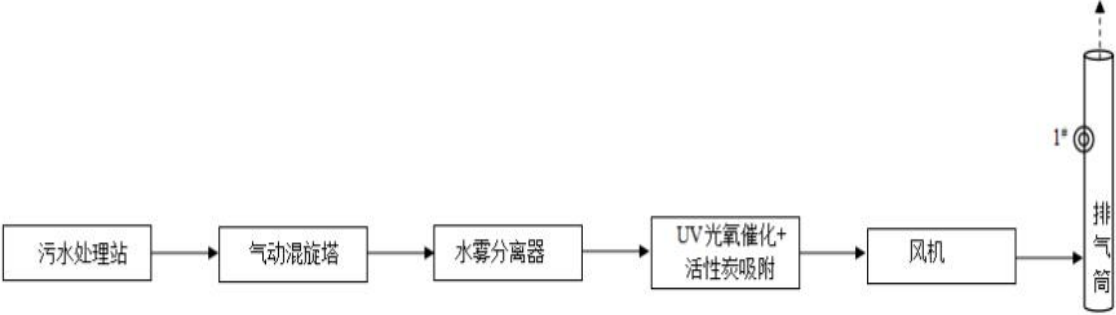 1#
污水处理站
气动混旋塔
水雾分离器
UV光氧催化+
活性炭吸附
风机
排
气
筒